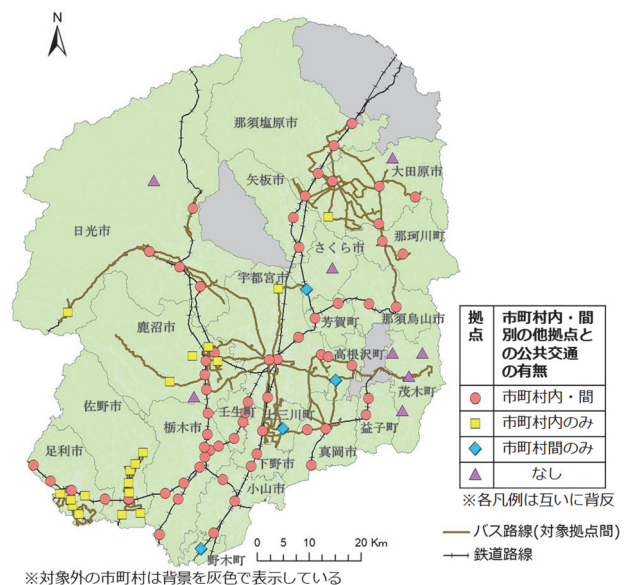 N
那須塩原市
大田原市
矢板市
日光市
那珂川町
さくら市
宇都宮市
那須烏山市
芳賀町
鹿沼市
高根沢町
茂木町
佐野市
壬生町
上三川町
栃木市
益子町
足利市
真岡市
下野市
小山市
野木町
0 5 10 20 Km
拠点
市町村内・間
別の他拠点と
の公共交通
の有無
市町村内・間
市町村内のみ
市町村間のみ
なし
※各凡例は互いに背反
バス路線(対象拠点間)
鉄道路線
※対象外の市町村は背景を灰色で表示している